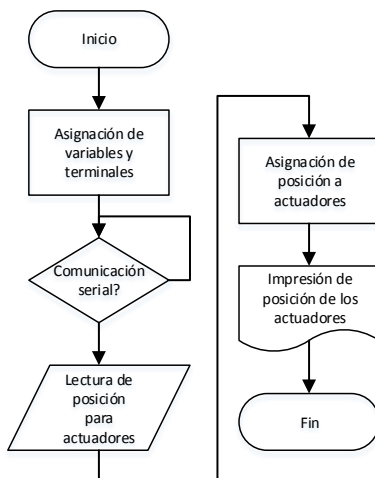 Inicio
Asignación de
variables y
terminales
Comunicación
serial?
Lectura de
posición
para
actuadores
Asignación de
posición a
actuadores
Impresión de
posición de los
actuadores
Fin